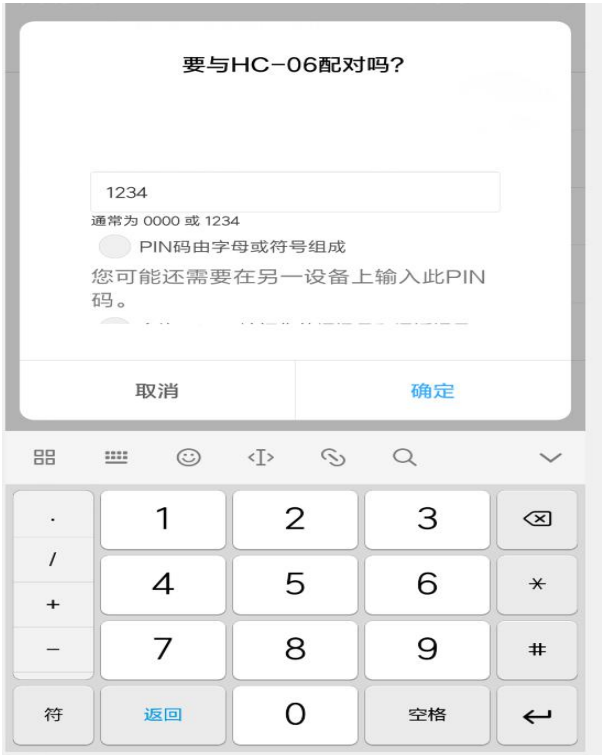 要与HC-06配对吗?
1234
通常为 0000 或 1234
PIN码由字母或符号组成
您可能还需要在另一设备上输入此PIN
码。
取消 确定
. 1 2 3
/
4 5 6 *
+
- 7 8 9 #
符 返回 0 空格